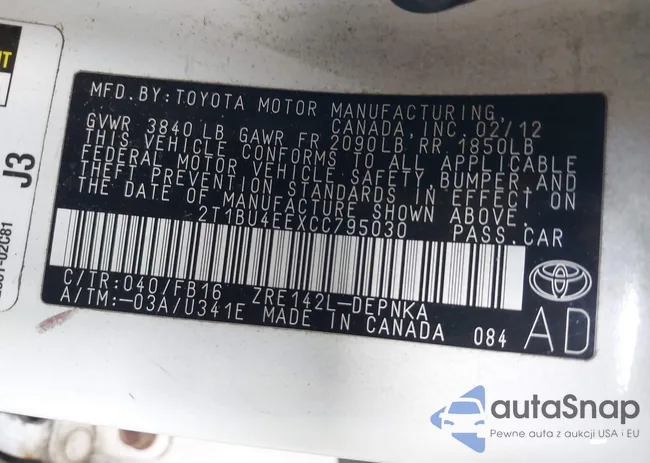 MFD. BY: TOYOTA MOTOR MANUFACTURING,
CANADA, INC. 02/12
GVWR 3840 LB GAWR FR 2090LB, RR 1850LB
THIS VEHICLE CONFORMS TO ALL APPLICABLE
FEDERAL MOTOR VEHICLE SAFETY, BUMPER, AND
THEFT PREVENTION STANDARDS IN EFFECT ON
THE DATE OF MANUFACTURE SHOWN ABOVE.
2T1BU4EEXCC795030 PASS. CAR
C/TR: 040/FB16 ZRE142L-DEPNKA
A/TM: -03A/U341E MADE IN CANADA 084
AD
J3
autaSnap
Pewne auta z aukcji USA i EU